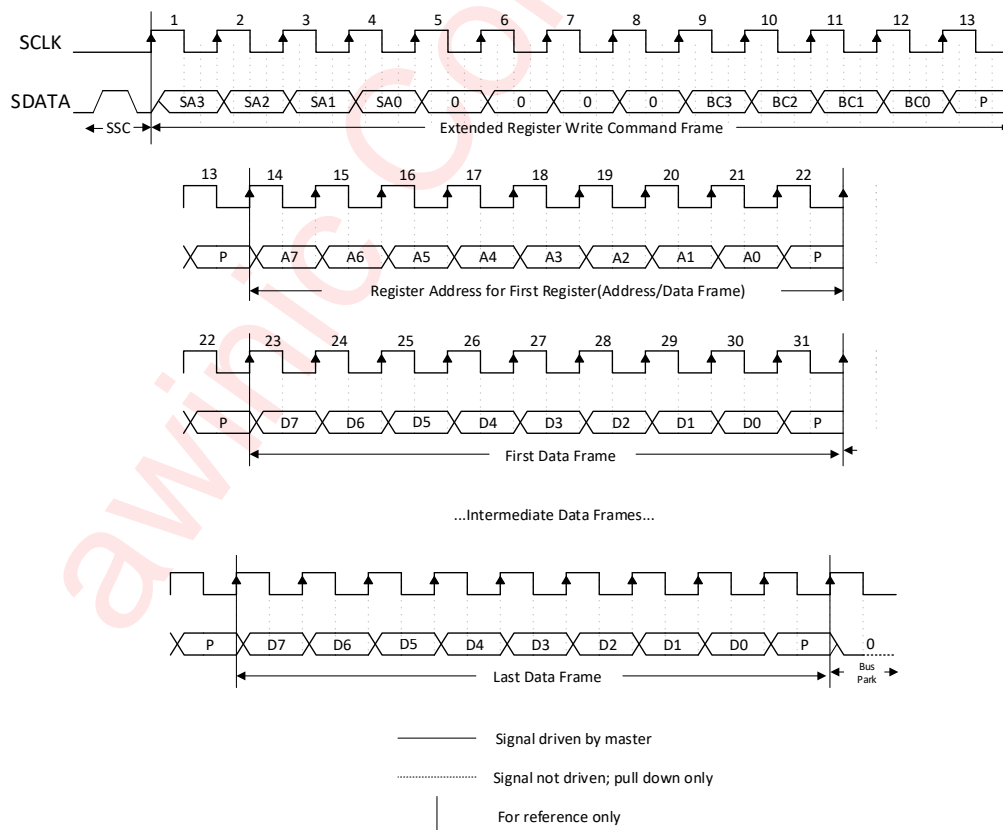 1 2 3 4 5 6 7 8 9 10 11 12 13
SCLK
SDATA SA3 SA2 SA1 SA0 0 0 0 0 BC3 BC2 BC1 BC0 P
SSC Extended Register Write Command Frame
13 14 15 16 17 18 19 20 21 22
P A7 A6 A5 A4 A3 A2 A1 A0 P
Register Address for First Register(Address/Data Frame)
22 23 24 25 26 27 28 29 30 31
P D7 D6 D5 D4 D3 D2 D1 D0 P
First Data Frame
...Intermediate Data Frames...
P D7 D6 D5 D4 D3 D2 D1 D0 P 0
Last Data Frame
Bus
Park
Signal driven by master
Signal not driven; pull down only
For reference only
awinic Con